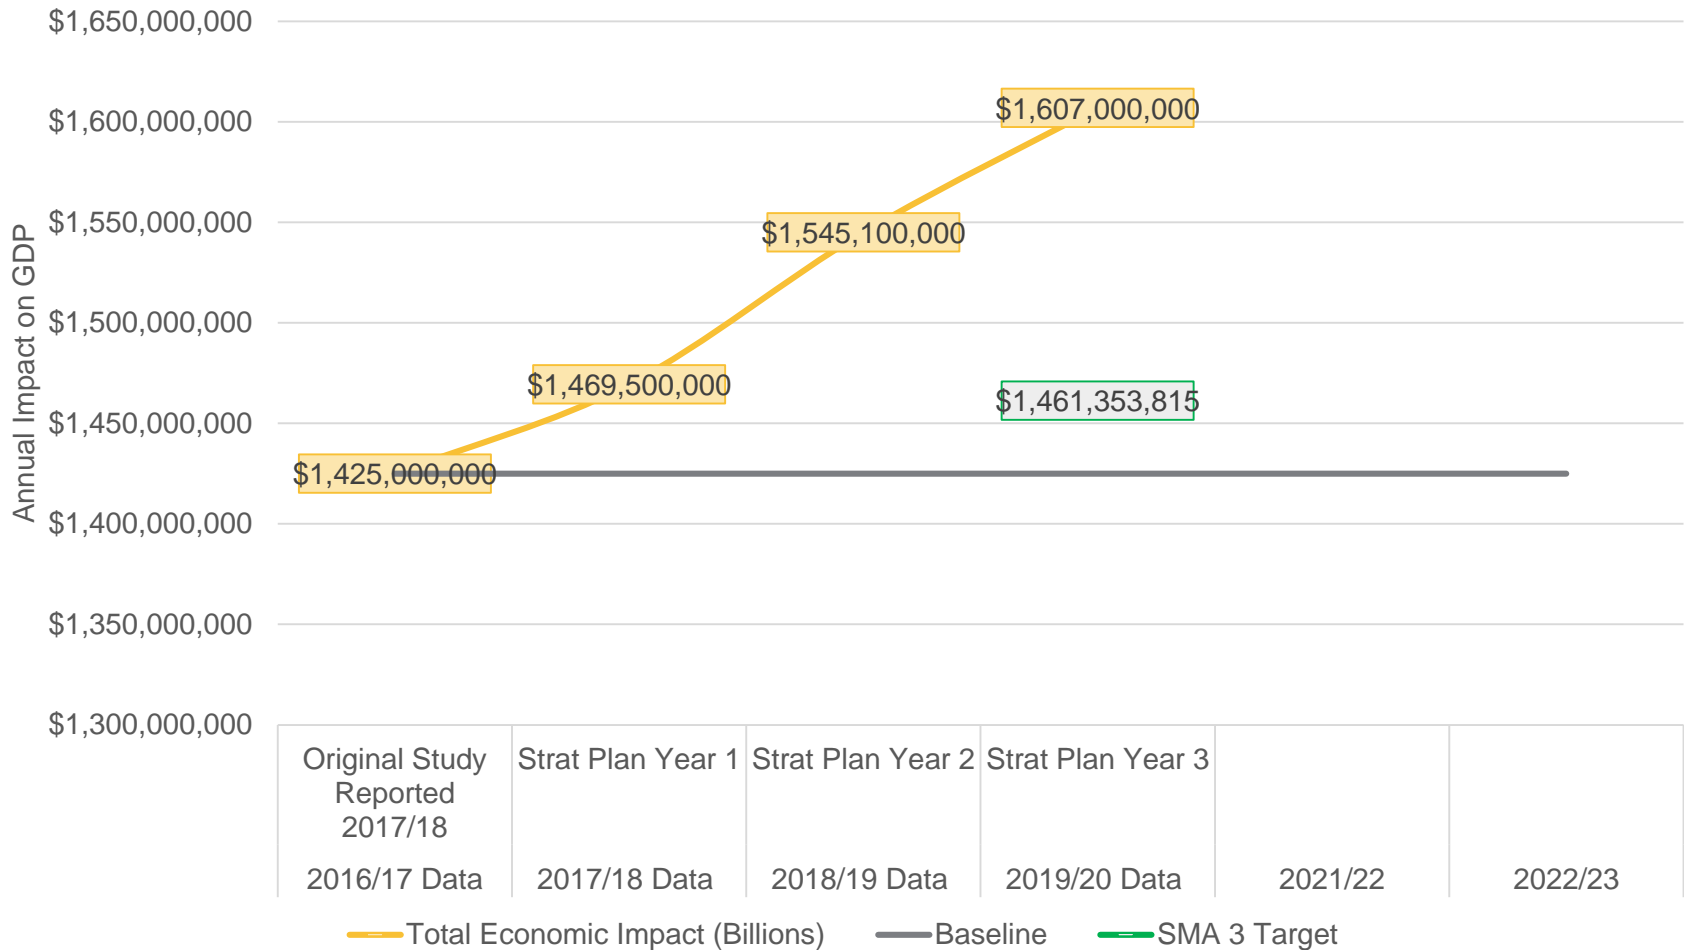 $1,650,000,000
$1,600,000,000
$1,550,000,000
$1,500,000,000
$1,450,000,000
$1,400,000,000
$1,350,000,000
$1,300,000,000
Annual Impact on GDP
$1,607,000,000
$1,545,100,000
$1,469,500,000
$1,461,353,815
$1,425,000,000
Original Study
Reported
2017/18
Strat Plan Year 1
Strat Plan Year 2
Strat Plan Year 3
2016/17 Data
2017/18 Data
2018/19 Data
2019/20 Data
2021/22
2022/23
Total Economic Impact (Billions)
Baseline
SMA 3 Target